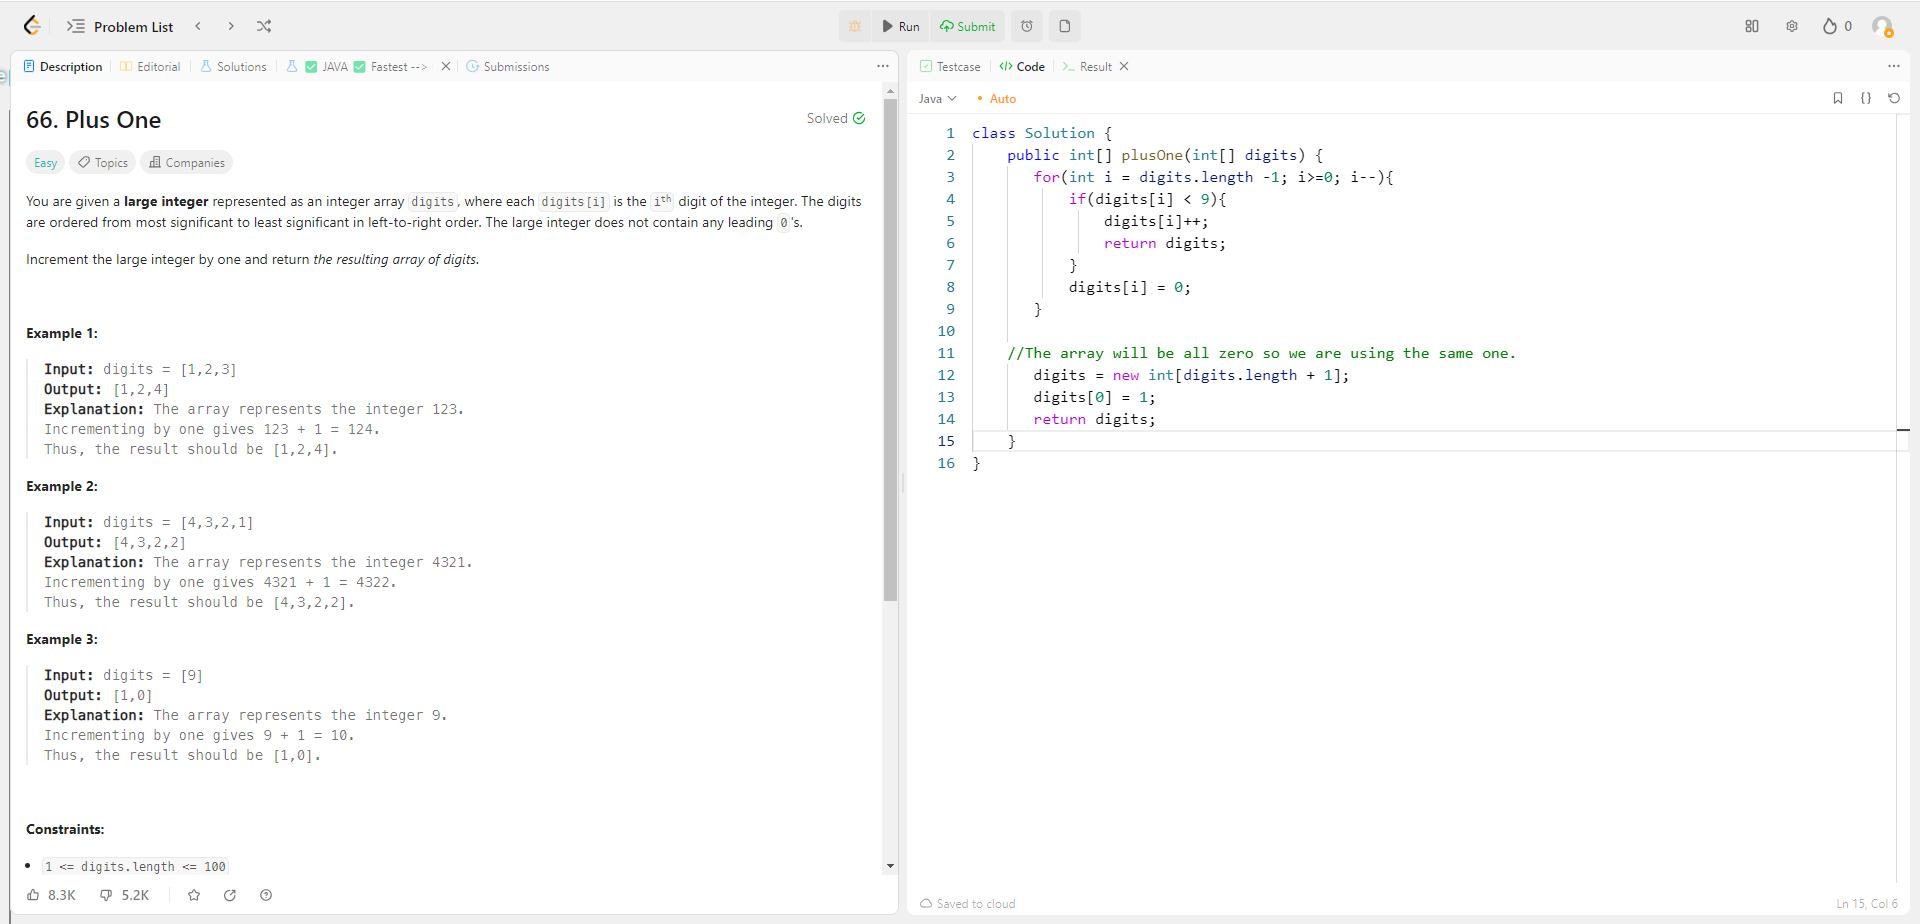 Problem List
Run
Submit
0
Description
Editorial
Solutions
JAVA Fastest -->
Submissions
66. Plus One
Solved
Easy
Topics
Companies
You are given a large integer represented as an integer array digits, where each digits[i] is the ith digit of the integer. The digits
are ordered from most significant to least significant in left-to-right order. The large integer does not contain any leading 0's.
Increment the large integer by one and return the resulting array of digits.
Example 1:
Input: digits = [1,2,3]
Output: [1,2,4]
Explanation: The array represents the integer 123.
Incrementing by one gives 123 + 1 = 124.
Thus, the result should be [1,2,4].
Example 2:
Input: digits = [4,3,2,1]
Output: [4,3,2,2]
Explanation: The array represents the integer 4321.
Incrementing by one gives 4321 + 1 = 4322.
Thus, the result should be [4,3,2,2].
Example 3:
Input: digits = [9]
Output: [1,0]
Explanation: The array represents the integer 9.
Incrementing by one gives 9 + 1 = 10.
Thus, the result should be [1,0].
Constraints:
1 <= digits.length <= 100
8.3K
5.2K
Testcase
Code
Result
Java
Auto
1 class Solution {
2 public int[] plusOne(int[] digits) {
3 for(int i = digits.length -1; i>=0; i--){
4 if(digits[i] < 9){
5 digits[i]++;
6 return digits;
7 }
8 digits[i] = 0;
9 }
10
11 //The array will be all zero so we are using the same one.
12 digits = new int[digits.length + 1];
13 digits[0] = 1;
14 return digits;
15 }
16 }
Saved to cloud
Ln 15, Col 6